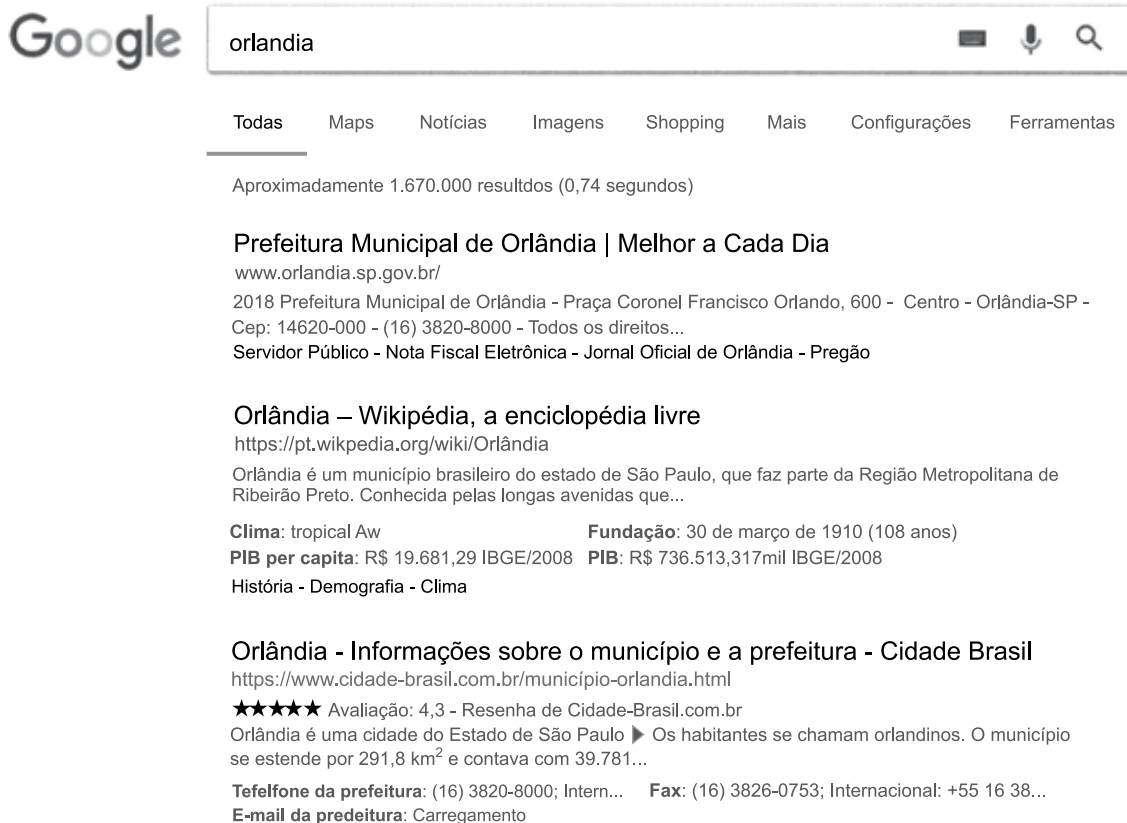 Google orlandia
Todas Maps Notícias Imagens Shopping Mais Configurações Ferramentas
Aproximadamente 1.670.000 resultdos (0,74 segundos)
Prefeitura Municipal de Orlândia | Melhor a Cada Dia
www.orlandia.sp.gov.br/
2018 Prefeitura Municipal de Orlândia - Praça Coronel Francisco Orlando, 600 - Centro - Orlândia-SP -
Cep: 14620-000 - (16) 3820-8000 - Todos os direitos...
Servidor Público - Nota Fiscal Eletrônica - Jornal Oficial de Orlândia - Pregão
Orlândia – Wikipédia, a enciclopédia livre
https://pt.wikpedia.org/wiki/Orlândia
Orlândia é um município brasileiro do estado de São Paulo, que faz parte da Região Metropolitana de
Ribeirão Preto. Conhecida pelas longas avenidas que...
Clima: tropical Aw Fundação: 30 de março de 1910 (108 anos)
PIB per capita: R$ 19.681,29 IBGE/2008 PIB: R$ 736.513,317mil IBGE/2008
História - Demografia - Clima
Orlândia - Informações sobre o município e a prefeitura - Cidade Brasil
https://www.cidade-brasil.com.br/município-orlandia.html
★★★★★ Avaliação: 4,3 - Resenha de Cidade-Brasil.com.br
Orlândia é uma cidade do Estado de São Paulo ▶ Os habitantes se chamam orlandinos. O município
se estende por 291,8 km² e contava com 39.781...
Tefelfone da prefeitura: (16) 3820-8000; Intern... Fax: (16) 3826-0753; Internacional: +55 16 38...
E-mail da predeitura: Carregamento